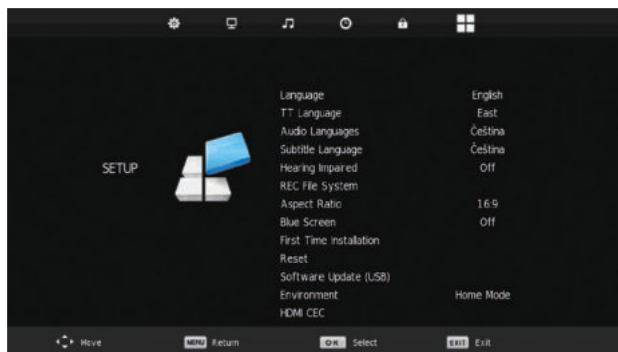 Language English
TT Language East
Audio Languages Čeština
Subtitle Language Čeština
SETUP
Hearing Impaired Off
REC File System
Aspect Ratio 16:9
Blue Screen Off
First Time Installation
Reset
Software Update (USB)
Environment Home Mode
HDMI CEC
Move MENU Return OK Select EXIT Exit